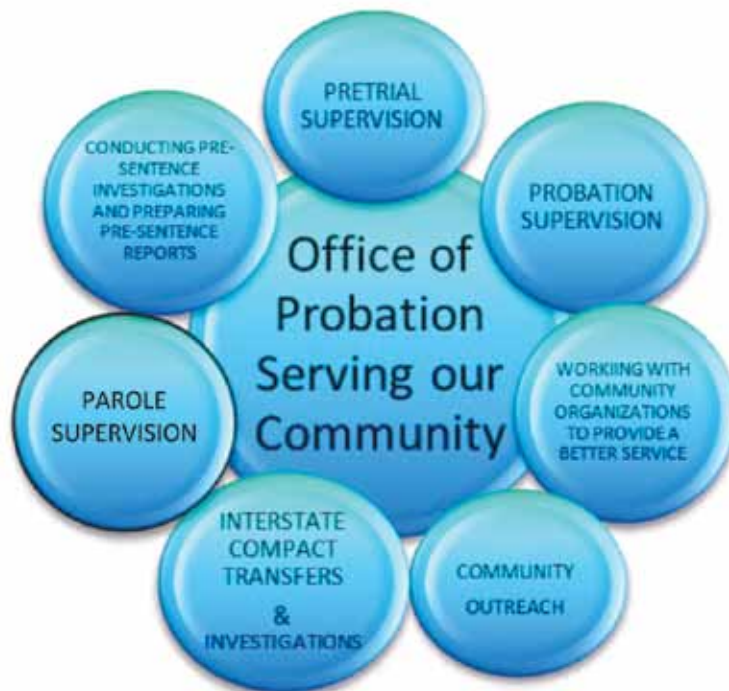 PRETRIAL
SUPERVISION
PROBATION
SUPERVISION
WORKIING WITH
COMMUNITY
ORGANIZATIONS
TO PROVIDE A
BETTER SERVICE
COMMUNITY
OUTREACH
INTERSTATE
COMPACT
TRANSFERS
&
INVESTIGATIONS
PAROLE
SUPERVISION
CONDUCTING PRE-
SENTENCE
INVESTIGATIONS
AND PREPARING
PRE-SENTENCE
REPORTS
Office of
Probation
Serving our
Community